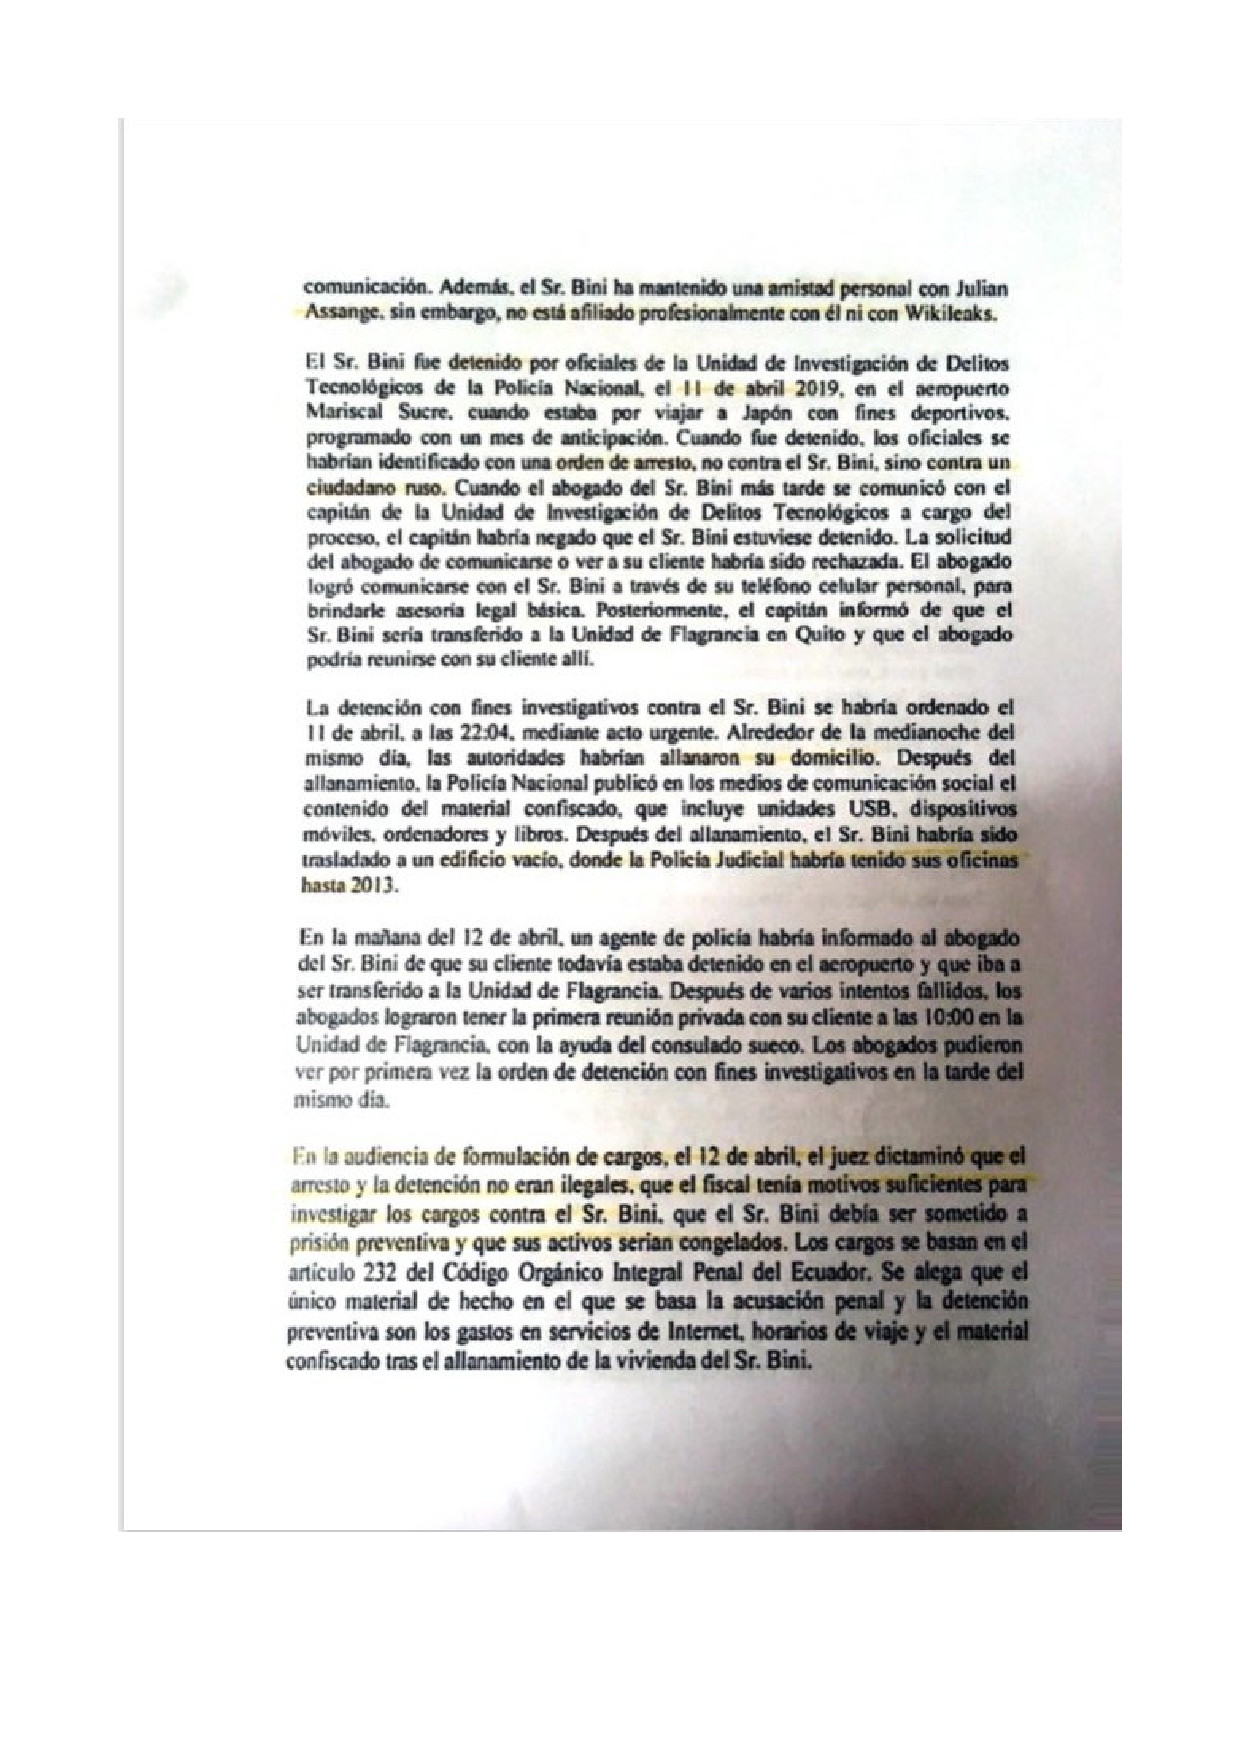 comunicación. Además, el Sr. Bini ha mantenido una amistad personal con Julian
Assange, sin embargo, no está afiliado profesionalmente con él ni con Wikileaks.
El Sr. Bini fue detenido por oficiales de la Unidad de Investigación de Delitos
Tecnológicos de la Policía Nacional, el 11 de abril 2019, en el aeropuerto
Mariscal Sucre, cuando estaba por viajar a Japón con fines deportivos,
programado con un mes de anticipación. Cuando fue detenido, los oficiales se
habrían identificado con una orden de arresto, no contra el Sr. Bini, sino contra un
ciudadano ruso. Cuando el abogado del Sr. Bini más tarde se comunicó con el
capitán de la Unidad de Investigación de Delitos Tecnológicos a cargo del
proceso, el capitán habría negado que el Sr. Bini estuviese detenido. La solicitud
del abogado de comunicarse o ver a su cliente habría sido rechazada. El abogado
logró comunicarse con el Sr. Bini a través de su teléfono celular personal, para
brindarle asesoría legal básica. Posteriormente, el capitán informó de que el
Sr. Bini sería transferido a la Unidad de Flagrancia en Quito y que el abogado
podría reunirse con su cliente allí.
La detención con fines investigativos contra el Sr. Bini se habría ordenado el
11 de abril, a las 22:04, mediante acto urgente. Alrededor de la medianoche del
mismo día, las autoridades habrían allanaron su domicilio. Después del
allanamiento, la Policía Nacional publicó en los medios de comunicación social el
contenido del material confiscado, que incluye unidades USB, dispositivos
móviles, ordenadores y libros. Después del allanamiento, el Sr. Bini habría sido
trasladado a un edificio vacío, donde la Policía Judicial habría tenido sus oficinas
hasta 2013.
En la mañana del 12 de abril, un agente de policía habría informado al abogado
del Sr. Bini de que su cliente todavía estaba detenido en el aeropuerto y que iba a
ser transferido a la Unidad de Flagrancia. Después de varios intentos fallidos, los
abogados lograron tener la primera reunión privada con su cliente a las 10:00 en la
Unidad de Flagrancia, con la ayuda del consulado sueco. Los abogados pudieron
ver por primera vez la orden de detención con fines investigativos en la tarde del
mismo día.
En la audiencia de formulación de cargos, el 12 de abril, el juez dictaminó que el
arresto y la detención no eran ilegales, que el fiscal tenía motivos suficientes para
investigar los cargos contra el Sr. Bini, que el Sr. Bini debía ser sometido a
prisión preventiva y que sus activos serían congelados. Los cargos se basan en el
artículo 232 del Código Orgánico Integral Penal del Ecuador. Se alega que el
único material de hecho en el que se basa la acusación penal y la detención
preventiva son los gastos en servicios de Internet, horarios de viaje y el material
confiscado tras el allanamiento de la vivienda del Sr. Bini.